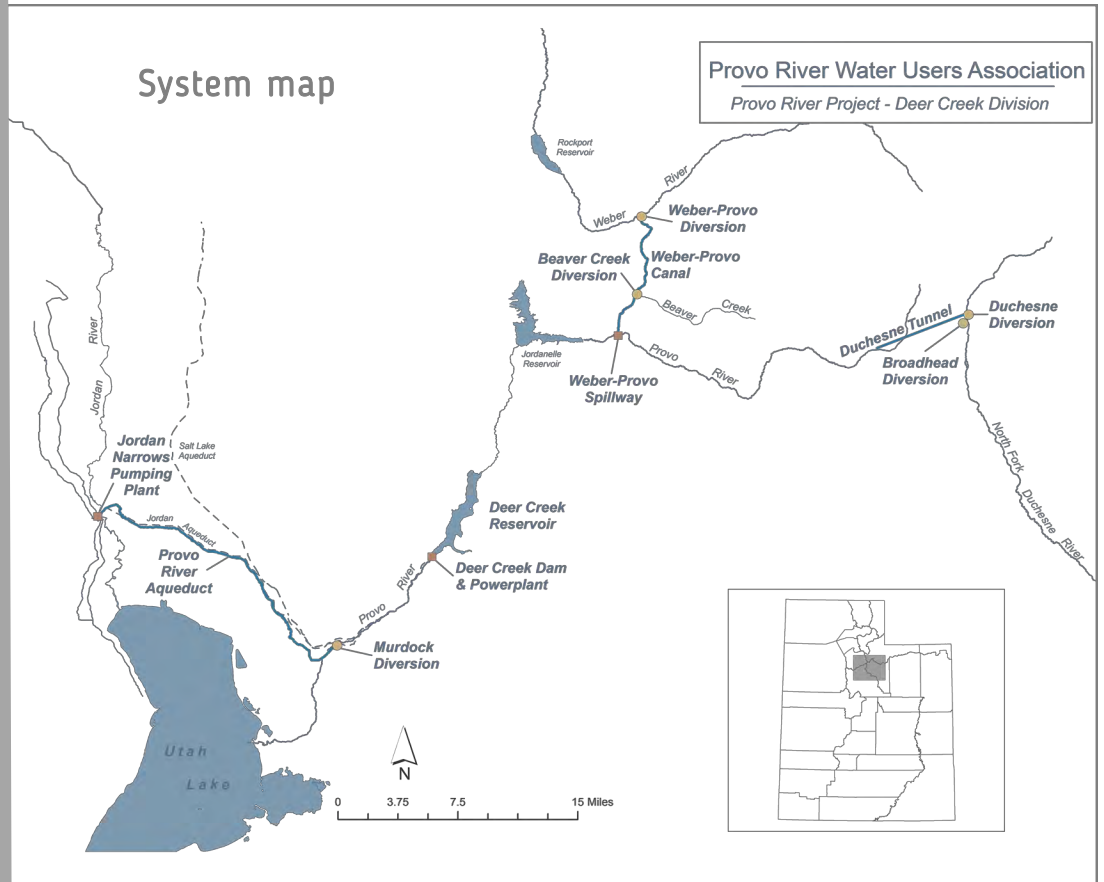 System map
Provo River Water Users Association
Provo River Project - Deer Creek Division
Rockport
Reservoir
River
Weber
Weber-Provo
Diversion
Beaver Creek
Diversion
Weber-Provo
Canal
Beaver
Creek
Duchesne Tunnel
Duchesne
Diversion
Broadhead
Diversion
Jordanelle
Reservoir
Provo
River
Weber-Provo
Spillway
River
Jordan
Salt Lake
Aqueduct
Jordan
Narrows
Pumping
Plant
North Fork
Duchesne
River
Jordan
Aqueduct
Provo
River
Aqueduct
Deer Creek
Reservoir
Deer Creek Dam
& Powerplant
River
Provo
Murdock
Diversion
Utah
Lake
N
0 3.75 7.5 15 Miles